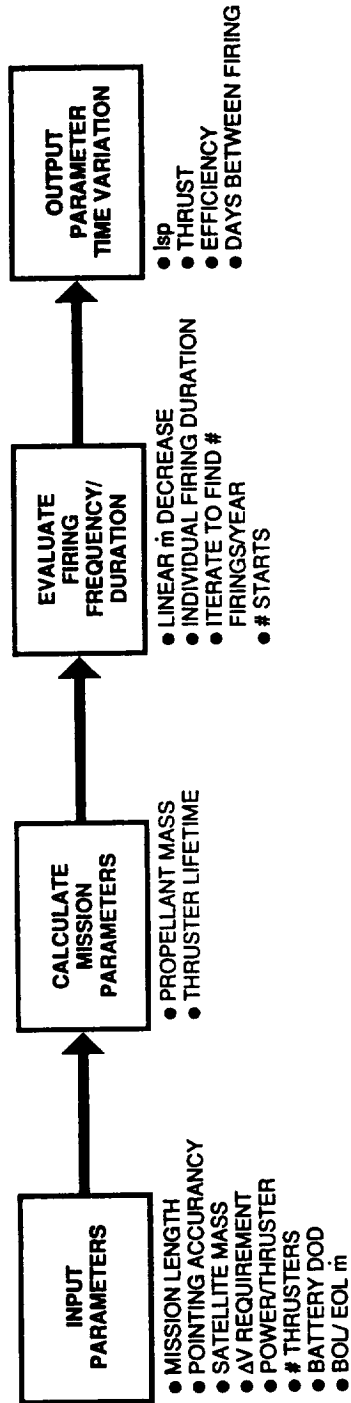 INPUT
PARAMETERS
● MISSION LENGTH
● POINTING ACCURANCY
● SATELLITE MASS
● ΔV REQUIREMENT
● POWER/THRUSTER
● # THRUSTERS
● BATTERY DOD
● BOL/ EOL ṁ
CALCULATE
MISSION
PARAMETERS
● PROPELLANT MASS
● THRUSTER LIFETIME
EVALUATE
FIRING
FREQUENCY/
DURATION
● LINEAR ṁ DECREASE
● INDIVIDUAL FIRING DURATION
● ITERATE TO FIND #
FIRINGS/YEAR
● # STARTS
OUTPUT
PARAMETER
TIME VARIATION
● Isp
● THRUST
● EFFICIENCY
● DAYS BETWEEN FIRING